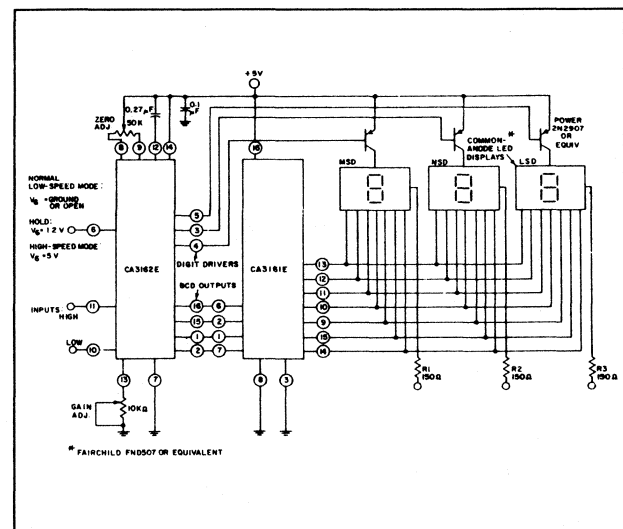 +5V
0.27µF
0.1 µF
ZERO ADJ.
50K
8
9
12
14
16
POWER 2N2907 OR EQUIV
*
COMMON-ANODE LED DISPLAYS
MSD
NSD
LSD
NORMAL LOW-SPEED MODE:
V6 =GROUND OR OPEN
HOLD:
V6= 1.2 V
6
HIGH-SPEED MODE:
V6=5V
CA3162E
5
3
4
DIGIT DRIVERS
BCD OUTPUTS
CA3161E
13
12
11
10
9
15
14
INPUTS:
HIGH
11
LOW
10
16
6
15
2
1
1
2
7
13
7
8
3
GAIN ADJ.
10KΩ
R1
150Ω
R2
150Ω
R3
150Ω
* FAIRCHILD FND507 OR EQUIVALENT